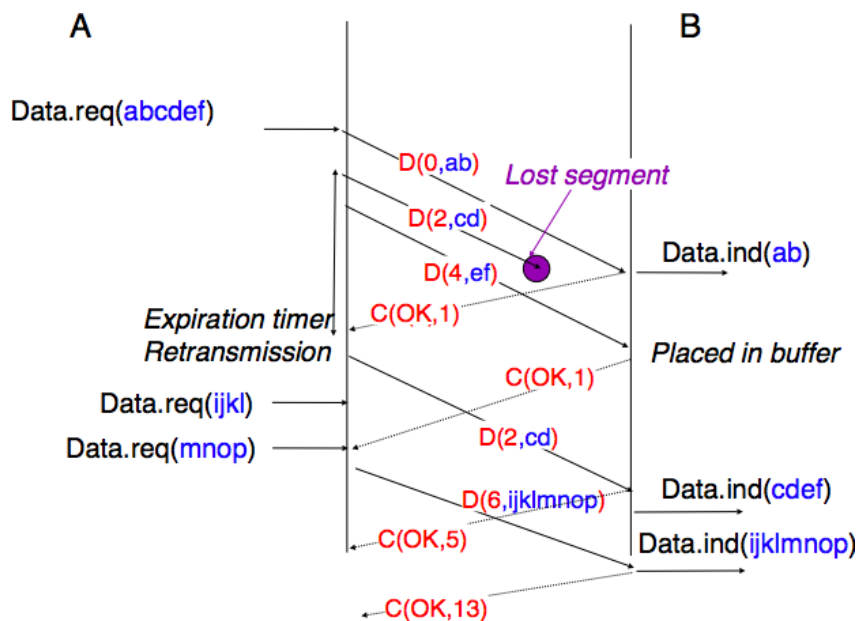 A
B
Data.req(abcdef)
D(0,ab)
Lost segment
D(2,cd)
Data.ind(ab)
D(4,ef)
C(OK,1)
Expiration timer
Retransmission
Placed in buffer
C(OK,1)
Data.req(ijkl)
D(2,cd)
Data.req(mnop)
Data.ind(cdef)
D(6,ijklmnop)
C(OK,5)
Data.ind(ijklmnop)
C(OK,13)